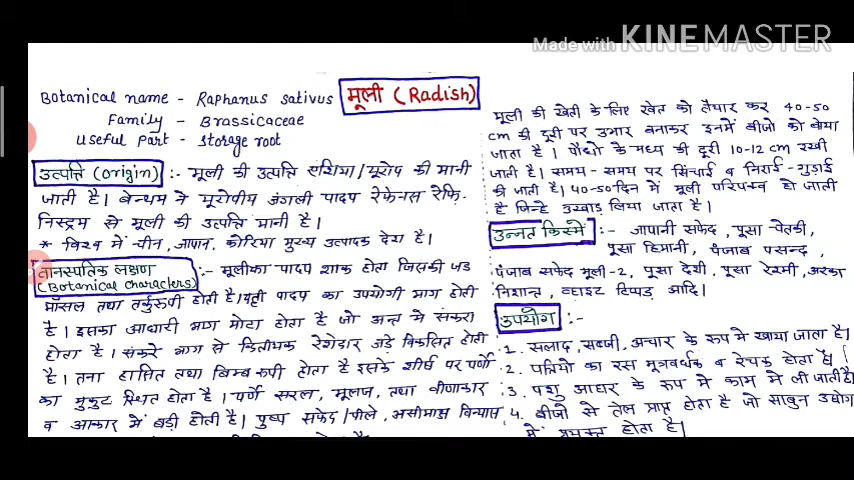 Made with KINEMASTER
मूली (Radish)
Botanical name - Raphanus sativus
Family - Brassicaceae
Useful Part - Storage root
उत्पत्ति (Origin) :- मूली की उत्पत्ति एशिया/यूरोप की मानी
जाती है। बेन्थम ने यूरोपीय जंगली पादप रेफेनस रेफि-
निस्ट्रम से मूली की उत्पत्ति मानी है।
* विश्व में चीन, जापान, कोरिया मुख्य उत्पादक देश है।
वानस्पतिक लक्षण
(Botanical characters) :- मूली का पादप शाक होता जिसकी जड
माँसल तथा तर्कुरूपी होती है। यही पादप का उपयोगी भाग होती
है। इसका आधारी भाग मोटा होता है जो अन्त में संकरा
होता है। संकरे भाग से द्वितीयक रेशेदार जड़े विकसित होती
है। तना हासित तथा बिम्ब रुपी होता है इसके शीर्ष पर पर्णो
का मुकुट स्थित होता है। पर्णे सरल, मूलज, तथा वीणाकार
व आकार में बड़ी होती है। पुष्प सफेद/पीले, असीमाक्ष विन्यास
मूली की खेती के लिए खेत को तैयार कर 40-50
cm की दूरी पर उभार बनाकर इनमें बीजो को बोया
जाता है। पौधो के मध्य की दूरी 10-12 cm रखी
जाती है। समय-समय पर सिंचाई व निराई-गुड़ाई
की जाती है। 40-50 दिन में मूली परिपक्व हो जाती
है जिन्हे उखाड़ लिया जाता है।
उन्नत किस्में :- जापानी सफेद, पूसा चेतकी,
पूसा हिमानी, पंजाब पसन्द,
पंजाब सफेद मूली-2, पूसा देशी, पूसा रेश्मी, अरका
निशान्त, व्हाइट टिपड आदि।
उपयोग :-
1. सलाद, सब्जी, अचार के रूप मे खाया जाता है।
2. पत्तियो का रस मूत्रवर्धक व रेचक होता है।
3. पशु आहार के रूप में काम में ली जाती है।
4. बीजो से तेल प्राप्त होता है जो साबुन उद्योग
में प्रयुक्त होता है।